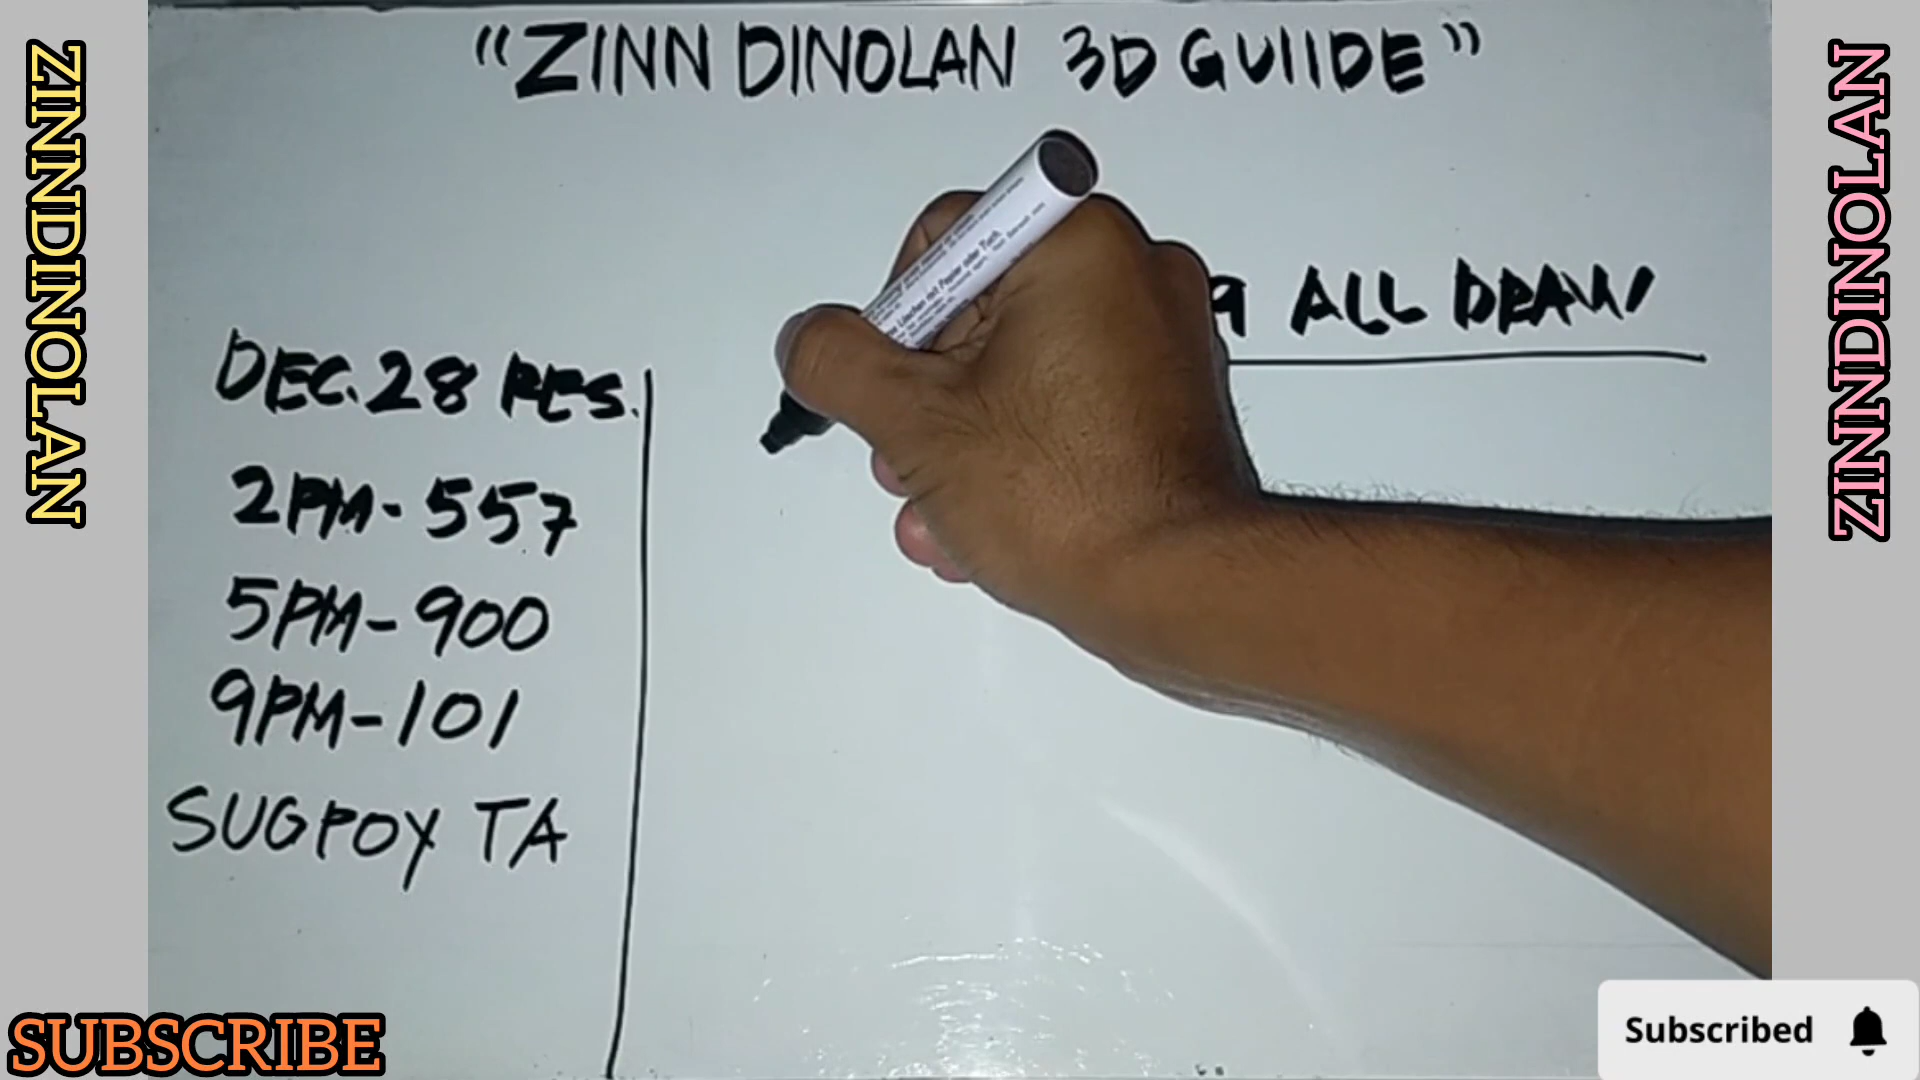 "ZINN DINOLAN 3D GUIIDE"
ZINNDINOLAN
ZINNDINOLAN
9 ALL DRAW
DEC. 28 RES.
2PM-557
5PM-900
9PM-101
SUGPOY TA
SUBSCRIBE
Subscribed